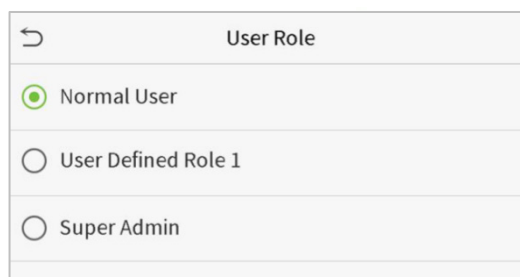 User Role
Normal User
User Defined Role 1
Super Admin